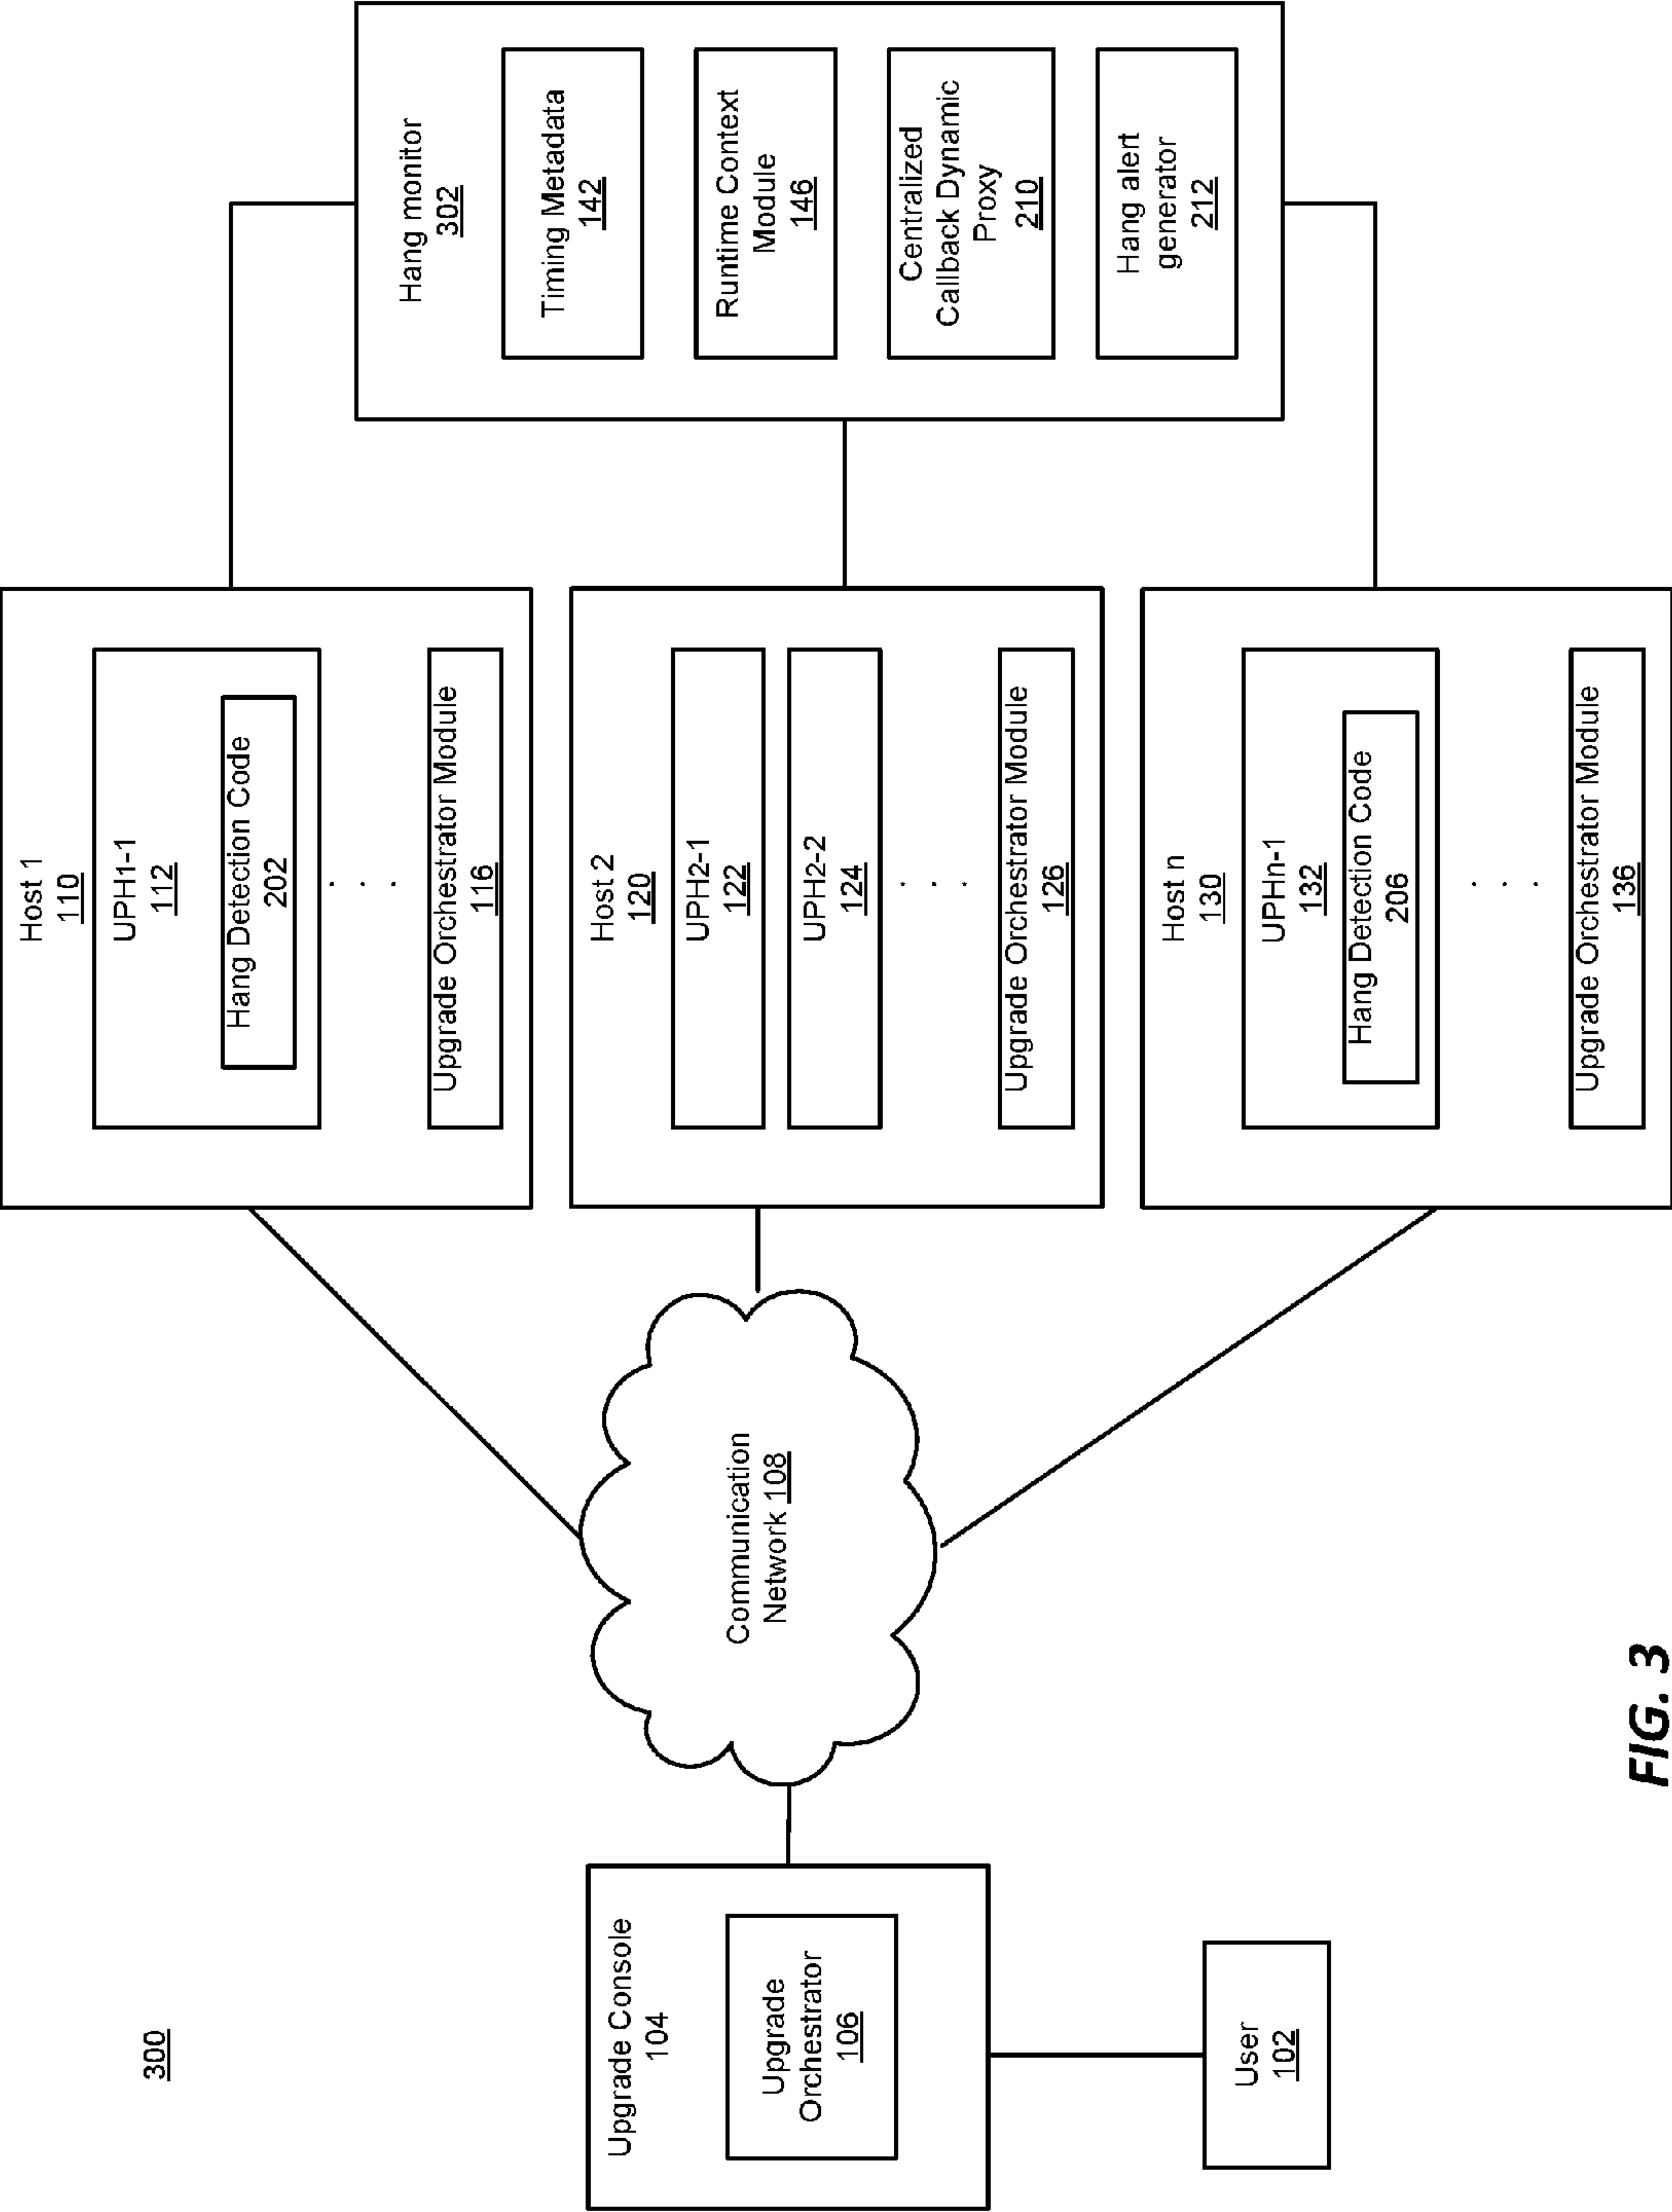 300
Upgrade Console
104
Upgrade
Orchestrator
106
User
102
Communication
Network 108
Host 1
110
UPH1-1
112
Hang Detection Code
202
. . .
Upgrade Orchestrator Module
116
Host 2
120
UPH2-1
122
UPH2-2
124
. . .
Upgrade Orchestrator Module
126
Host n
130
UPHn-1
132
Hang Detection Code
206
. . .
Upgrade Orchestrator Module
136
Hang monitor
302
Timing Metadata
142
Runtime Context
Module
146
Centralized
Callback Dynamic
Proxy
210
Hang alert
generator
212
FIG. 3